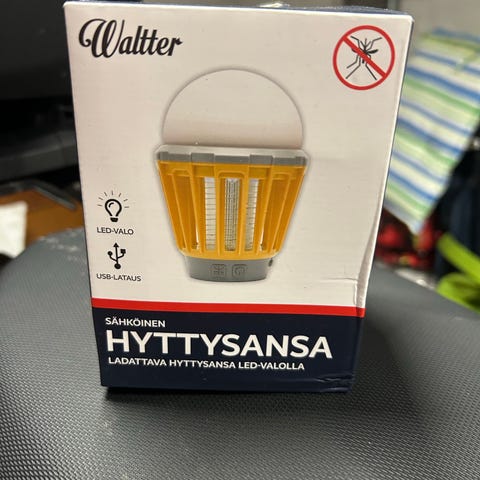 Waltter
LED-VALO
USB-LATAUS
SÄHKÖINEN
HYTTYSANSA
LADATTAVA HYTTYSANSA LED-VALOLLA